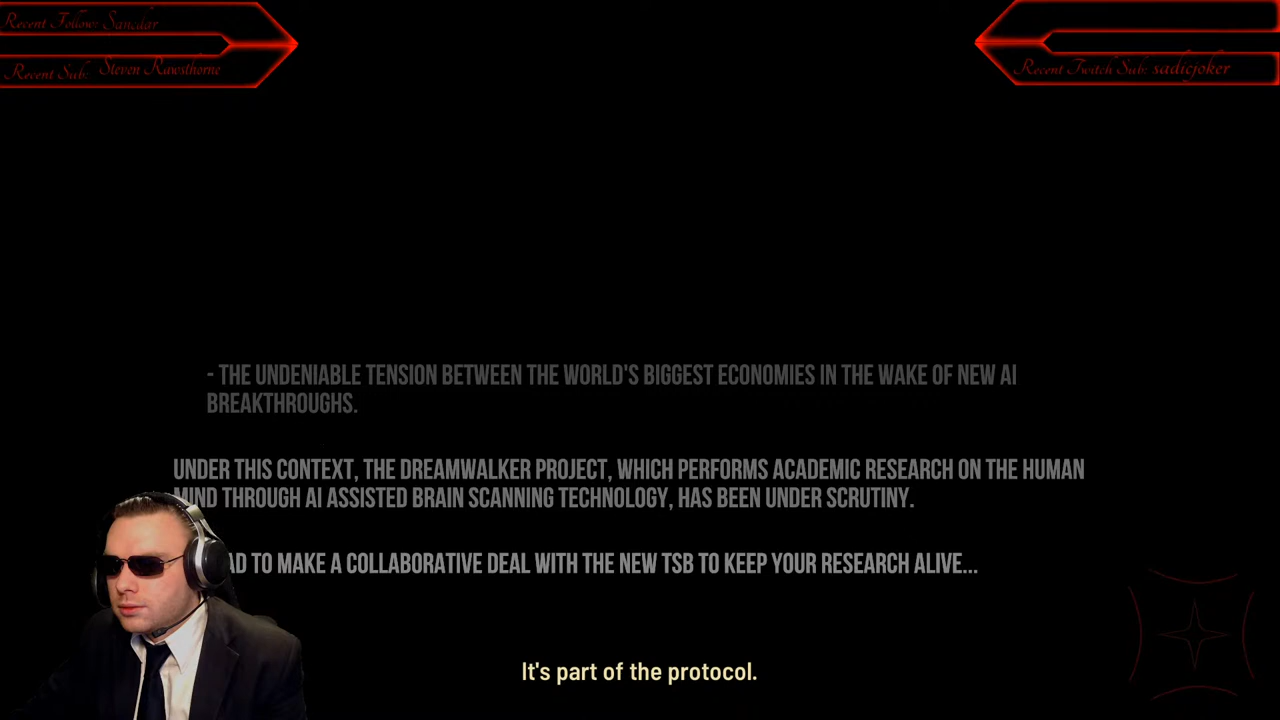 Recent Follow: Sancdar
Recent Sub: Steven Rawsthorne
Recent Twitch Sub: sadicjoker
- THE UNDENIABLE TENSION BETWEEN THE WORLD'S BIGGEST ECONOMIES IN THE WAKE OF NEW AI
BREAKTHROUGHS.
UNDER THIS CONTEXT, THE DREAMWALKER PROJECT, WHICH PERFORMS ACADEMIC RESEARCH ON THE HUMAN
MIND THROUGH AI ASSISTED BRAIN SCANNING TECHNOLOGY, HAS BEEN UNDER SCRUTINY.
TO MAKE A COLLABORATIVE DEAL WITH THE NEW TSB TO KEEP YOUR RESEARCH ALIVE...
It's part of the protocol.